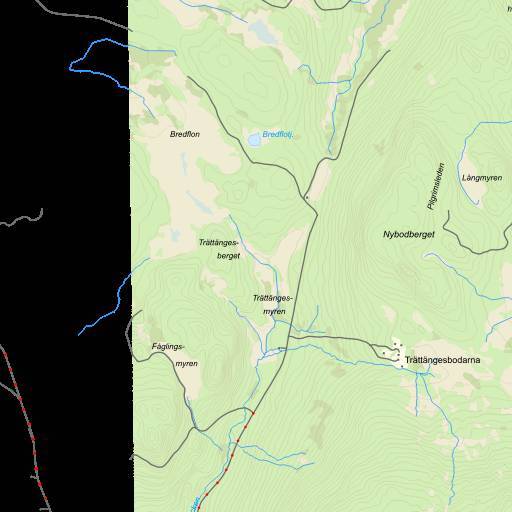 Bredflon
Bredflotj.
Långmyren
Pilgrimsleden
Nybodberget
Trättänges-
berget
Trättänges-
myren
Fåglings-
myren
Trättängesbodarna